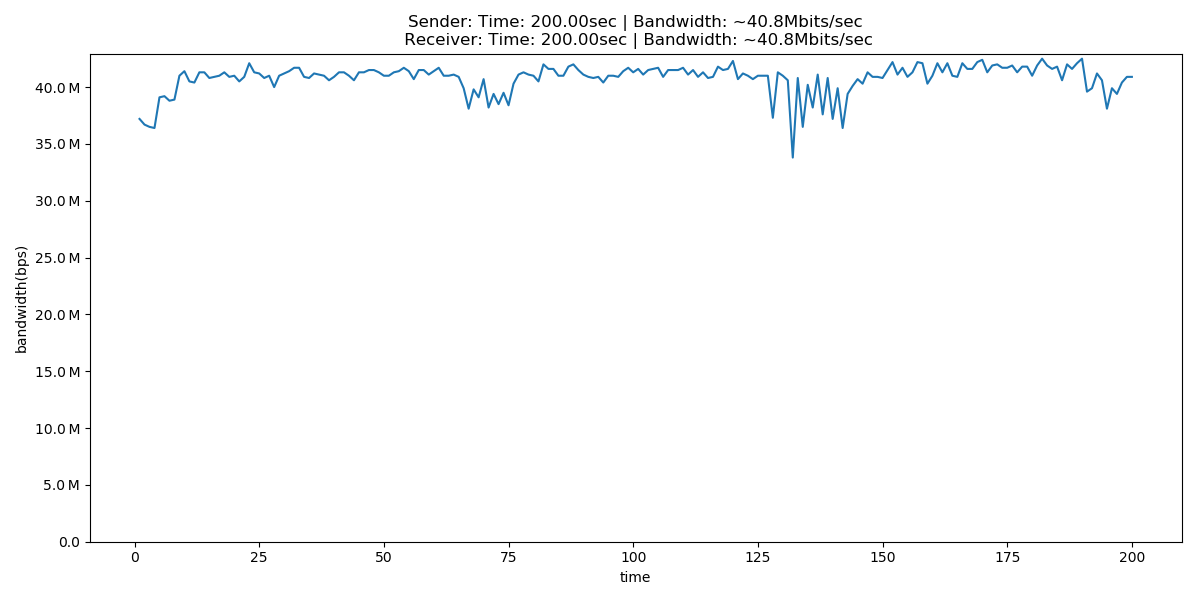 Sender: Time: 200.00sec | Bandwidth: ~40.8Mbits/sec
Receiver: Time: 200.00sec | Bandwidth: ~40.8Mbits/sec
bandwidth(bps)
40.0 M
35.0 M
30.0 M
25.0 M
20.0 M
15.0 M
10.0 M
5.0 M
0.0
0 25 50 75 100 125 150 175 200
time